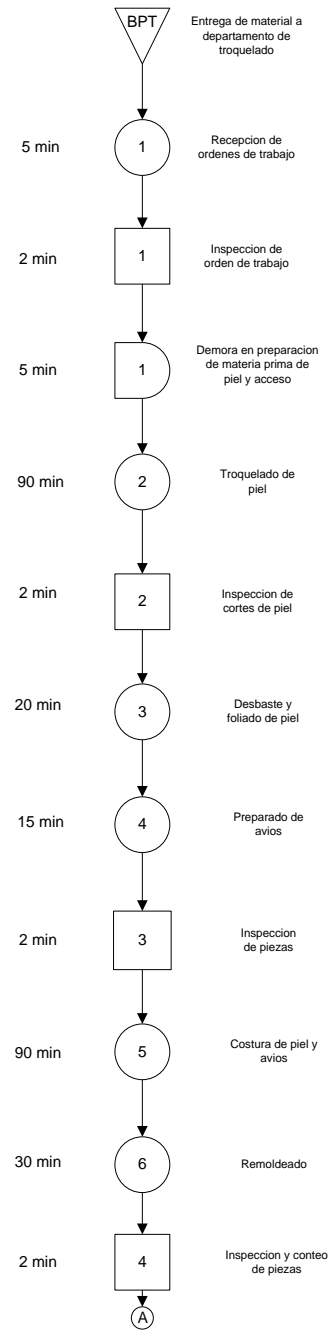 BPT
Entrega de material a
departamento de
troquelado
5 min
1
Recepcion de
ordenes de trabajo
2 min
1
Inspeccion de
orden de trabajo
5 min
1
Demora en preparacion
de materia prima de
piel y acceso
90 min
2
Troquelado de
piel
2 min
2
Inspeccion de
cortes de piel
20 min
3
Desbaste y
foliado de piel
15 min
4
Preparado de
avios
2 min
3
Inspeccion
de piezas
90 min
5
Costura de piel y
avios
30 min
6
Remoldeado
2 min
4
Inspeccion y conteo
de piezas
A